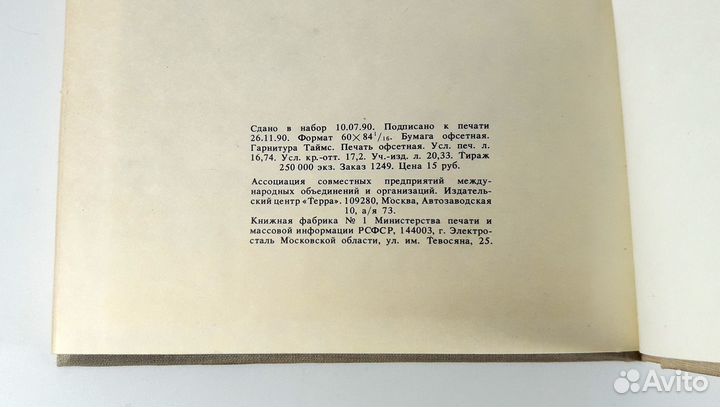 Сдано в набор 10.07.90. Подписано к печати
26.11.90. Формат 60×84¹/₁₆. Бумага офсетная.
Гарнитура Таймс. Печать офсетная. Усл. печ. л.
16,74. Усл. кр.-отт. 17,2. Уч.-изд. л. 20,33. Тираж
250 000 экз. Заказ 1249. Цена 15 руб.
Ассоциация совместных предприятий между-
народных объединений и организаций. Издатель-
ский центр «Терра». 109280, Москва, Автозаводская
10, а/я 73.
Книжная фабрика № 1 Министерства печати и
массовой информации РСФСР, 144003, г. Электро-
сталь Московской области, ул. им. Тевосяна, 25.
Avito